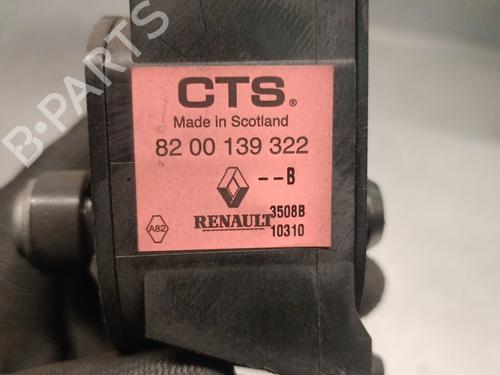 B-PARTS
CTS®
Made in Scotland
82 00 139 322
--B
RENAULT
3508B
10310
A82